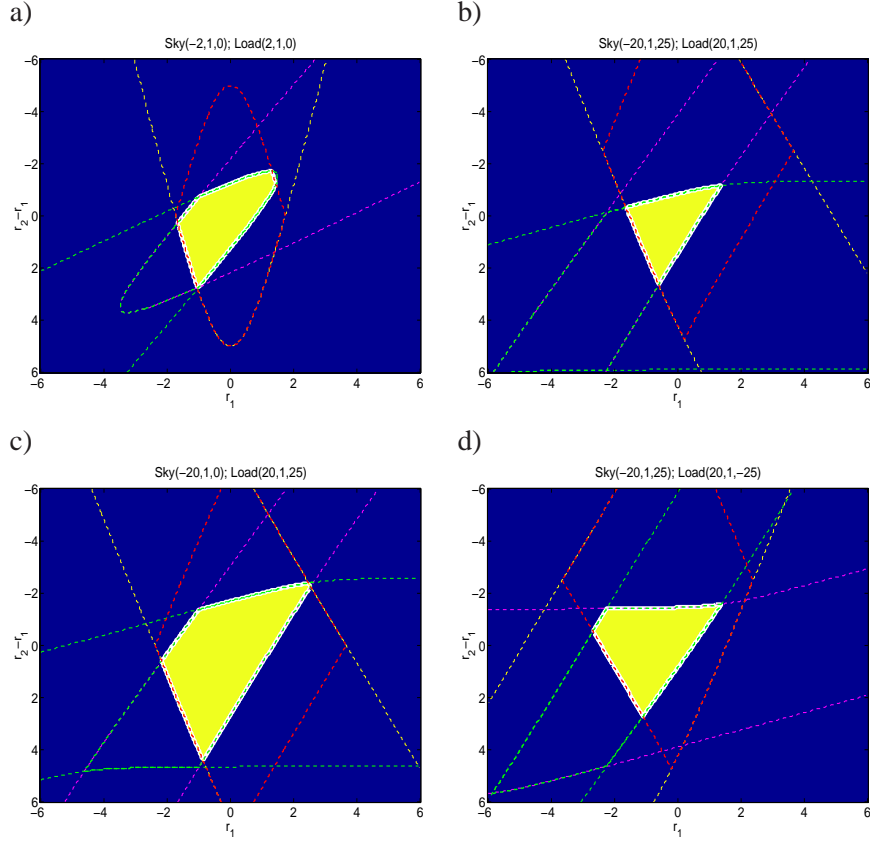 a)
b)
Sky(−2,1,0); Load(2,1,0)
Sky(−20,1,25); Load(20,1,25)
−6
−4
−2
0
2
4
6
r2−r1
−6 −4 −2 0 2 4 6
r1
−6
−4
−2
0
2
4
6
r2−r1
−6 −4 −2 0 2 4 6
r1
c)
d)
Sky(−20,1,0); Load(20,1,25)
Sky(−20,1,25); Load(20,1,−25)
−6
−4
−2
0
2
4
6
r2−r1
−6 −4 −2 0 2 4 6
r1
−6
−4
−2
0
2
4
6
r2−r1
−6 −4 −2 0 2 4 6
r1